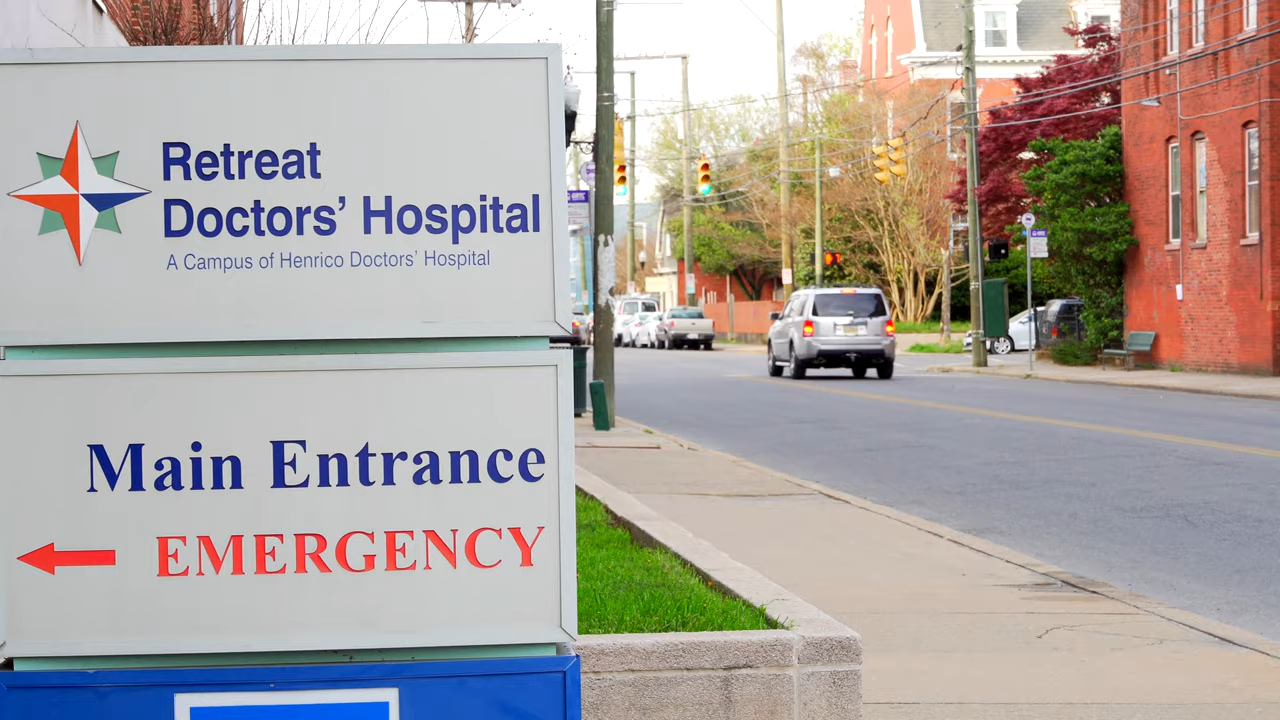 Retreat
Doctors’ Hospital
A Campus of Henrico Doctors’ Hospital
Main Entrance
EMERGENCY